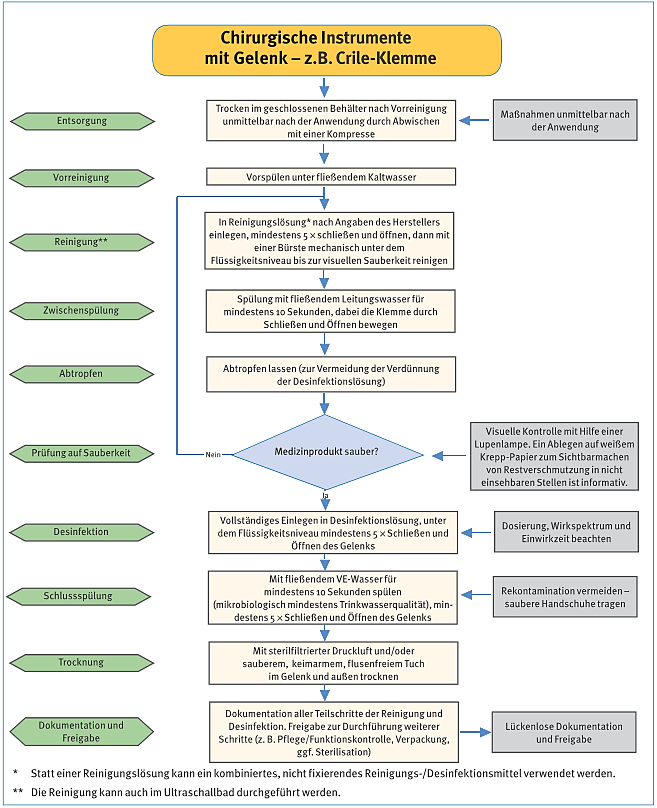 Chirurgische Instrumente
mit Gelenk – z.B. Crile-Klemme
Entsorgung
Trocken im geschlossenen Behälter nach Vorreinigung
unmittelbar nach der Anwendung durch Abwischen
mit einer Kompresse
Maßnahmen unmittelbar nach
der Anwendung
Vorreinigung
Vorspülen unter fließendem Kaltwasser
Reinigung**
In Reinigungslösung* nach Angaben des Herstellers
einlegen, mindestens 5 × schließen und öffnen, dann mit
einer Bürste mechanisch unter dem
Flüssigkeitsniveau bis zur visuellen Sauberkeit reinigen
Zwischenspülung
Spülung mit fließendem Leitungswasser für
mindestens 10 Sekunden, dabei die Klemme durch
Schließen und Öffnen bewegen
Abtropfen
Abtropfen lassen (zur Vermeidung der Verdünnung
der Desinfektionslösung)
Prüfung auf Sauberkeit
Nein
Medizinprodukt sauber?
Visuelle Kontrolle mit Hilfe einer
Lupenlampe. Ein Ablegen auf weißem
Krepp-Papier zum Sichtbarmachen
von Restverschmutzung in nicht
einsehbaren Stellen ist informativ.
Ja
Desinfektion
Vollständiges Einlegen in Desinfektionslösung, unter
dem Flüssigkeitsniveau mindestens 5 × Schließen und
Öffnen des Gelenks
Dosierung, Wirkspektrum und
Einwirkzeit beachten
Schlussspülung
Mit fließendem VE-Wasser für
mindestens 10 Sekunden spülen
(mikrobiologisch mindestens Trinkwasserqualität), min-
destens 5 × Schließen und Öffnen des Gelenks
Rekontamination vermeiden –
saubere Handschuhe tragen
Trocknung
Mit sterilfiltrierter Druckluft und/oder
sauberem, keimarmem, flusenfreiem Tuch
im Gelenk und außen trocknen
Dokumentation und
Freigabe
Dokumentation aller Teilschritte der Reinigung und
Desinfektion. Freigabe zur Durchführung weiterer
Schritte (z. B. Pflege/Funktionskontrolle, Verpackung,
ggf. Sterilisation)
Lückenlose Dokumentation
und Freigabe
* Statt einer Reinigungslösung kann ein kombiniertes, nicht fixierendes Reinigungs-/Desinfektionsmittel verwendet werden.
** Die Reinigung kann auch im Ultraschallbad durchgeführt werden.